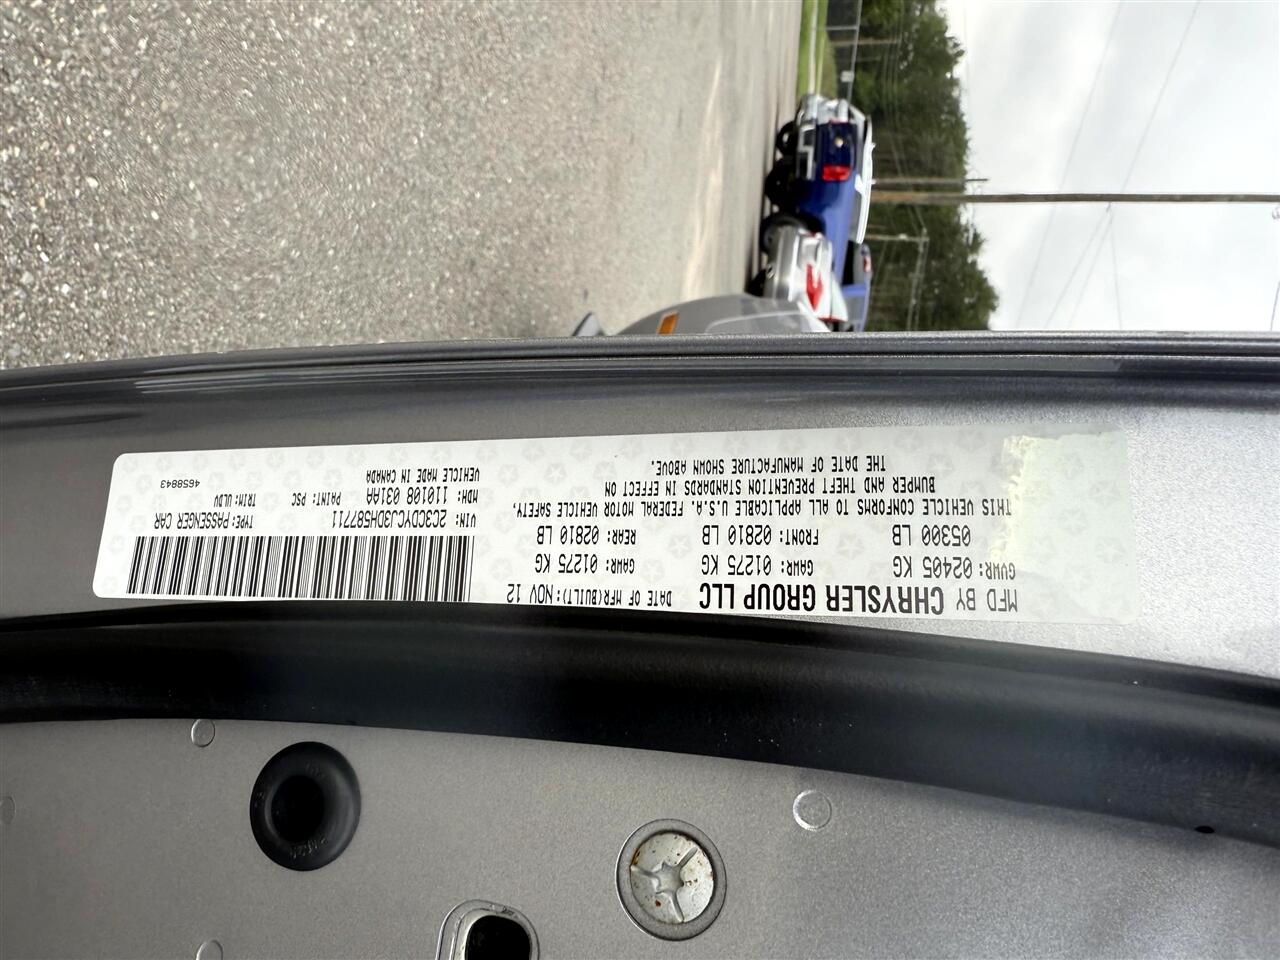 MFD BY CHRYSLER GROUP LLC DATE OF MFR(BUILT): NOV 12
GVWR: 02405 KG GAWR: 01275 KG GAWR: 01275 KG
05300 LB FRONT: 02810 LB REAR: 02810 LB
THIS VEHICLE CONFORMS TO ALL APPLICABLE U.S.A. FEDERAL MOTOR VEHICLE SAFETY,
BUMPER AND THEFT PREVENTION STANDARDS IN EFFECT ON
THE DATE OF MANUFACTURE SHOWN ABOVE.
VIN: 2C3CDYCJ3DH587711 TYPE: PASSENGER CAR
MDH: 110108 031AA PAINT: PSC TRIM: ULDV
VEHICLE MADE IN CANADA 4658843